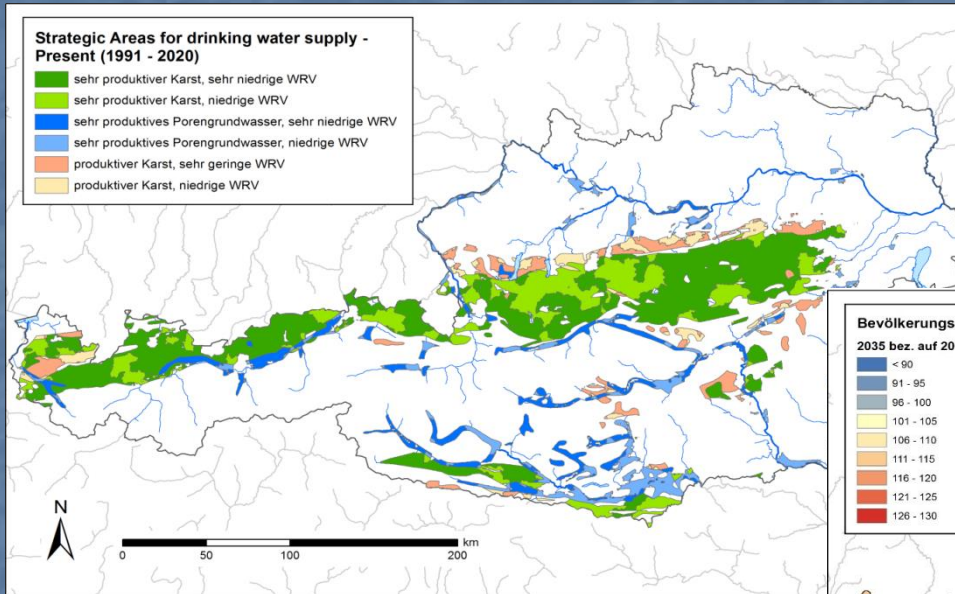 Strategic Areas for drinking water supply -
Present (1991 - 2020)
sehr produktiver Karst, sehr niedrige WRV
sehr produktiver Karst, niedrige WRV
sehr produktives Porengrundwasser, sehr niedrige WRV
sehr produktives Porengrundwasser, niedrige WRV
produktiver Karst, sehr geringe WRV
produktiver Karst, niedrige WRV
Bevölkerungs
2035 bez. auf 20
< 90
91 - 95
96 - 100
101 - 105
106 - 110
111 - 115
116 - 120
121 - 125
126 - 130
N
km
0 50 100 200